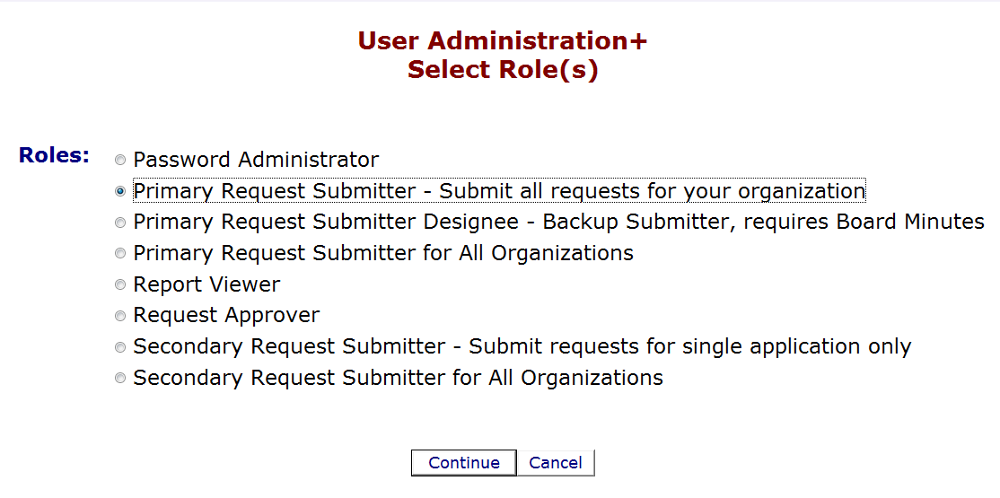 User Administration+
Select Role(s)
Roles:
Password Administrator
Primary Request Submitter - Submit all requests for your organization
Primary Request Submitter Designee - Backup Submitter, requires Board Minutes
Primary Request Submitter for All Organizations
Report Viewer
Request Approver
Secondary Request Submitter - Submit requests for single application only
Secondary Request Submitter for All Organizations
Continue Cancel